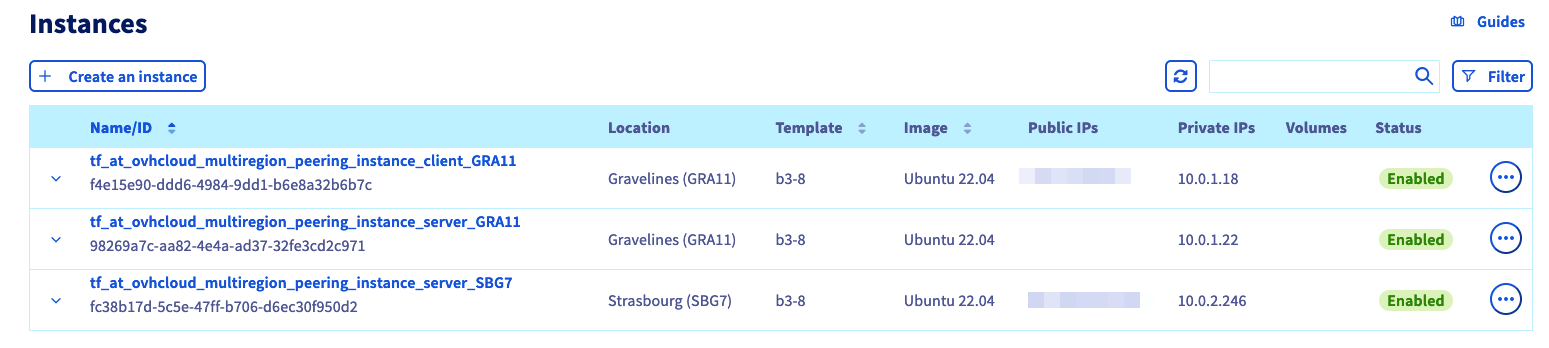 Instances
Guides
Create an instance
Filter
Name/ID Location Template Image Public IPs Private IPs Volumes Status
tf_at_ovhcloud_multiregion_peering_instance_client_GRA11
f4e15e90-ddd6-4984-9dd1-b6e8a32b6b7c
Gravelines (GRA11) b3-8 Ubuntu 22.04 10.0.1.18 Enabled
tf_at_ovhcloud_multiregion_peering_instance_server_GRA11
98269a7c-aa82-4e4a-ad37-32fe3cd2c971
Gravelines (GRA11) b3-8 Ubuntu 22.04 10.0.1.22 Enabled
tf_at_ovhcloud_multiregion_peering_instance_server_SBG7
fc38b17d-5c5e-47ff-b706-d6ec30f950d2
Strasbourg (SBG7) b3-8 Ubuntu 22.04 10.0.2.246 Enabled